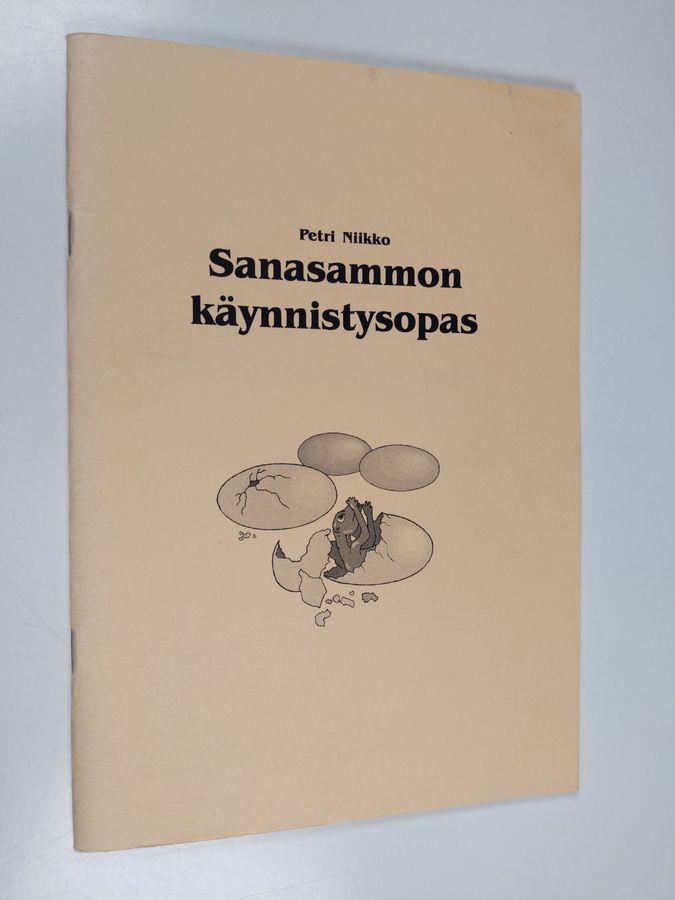 Petri Niikko
Sanasammon
käynnistysopas